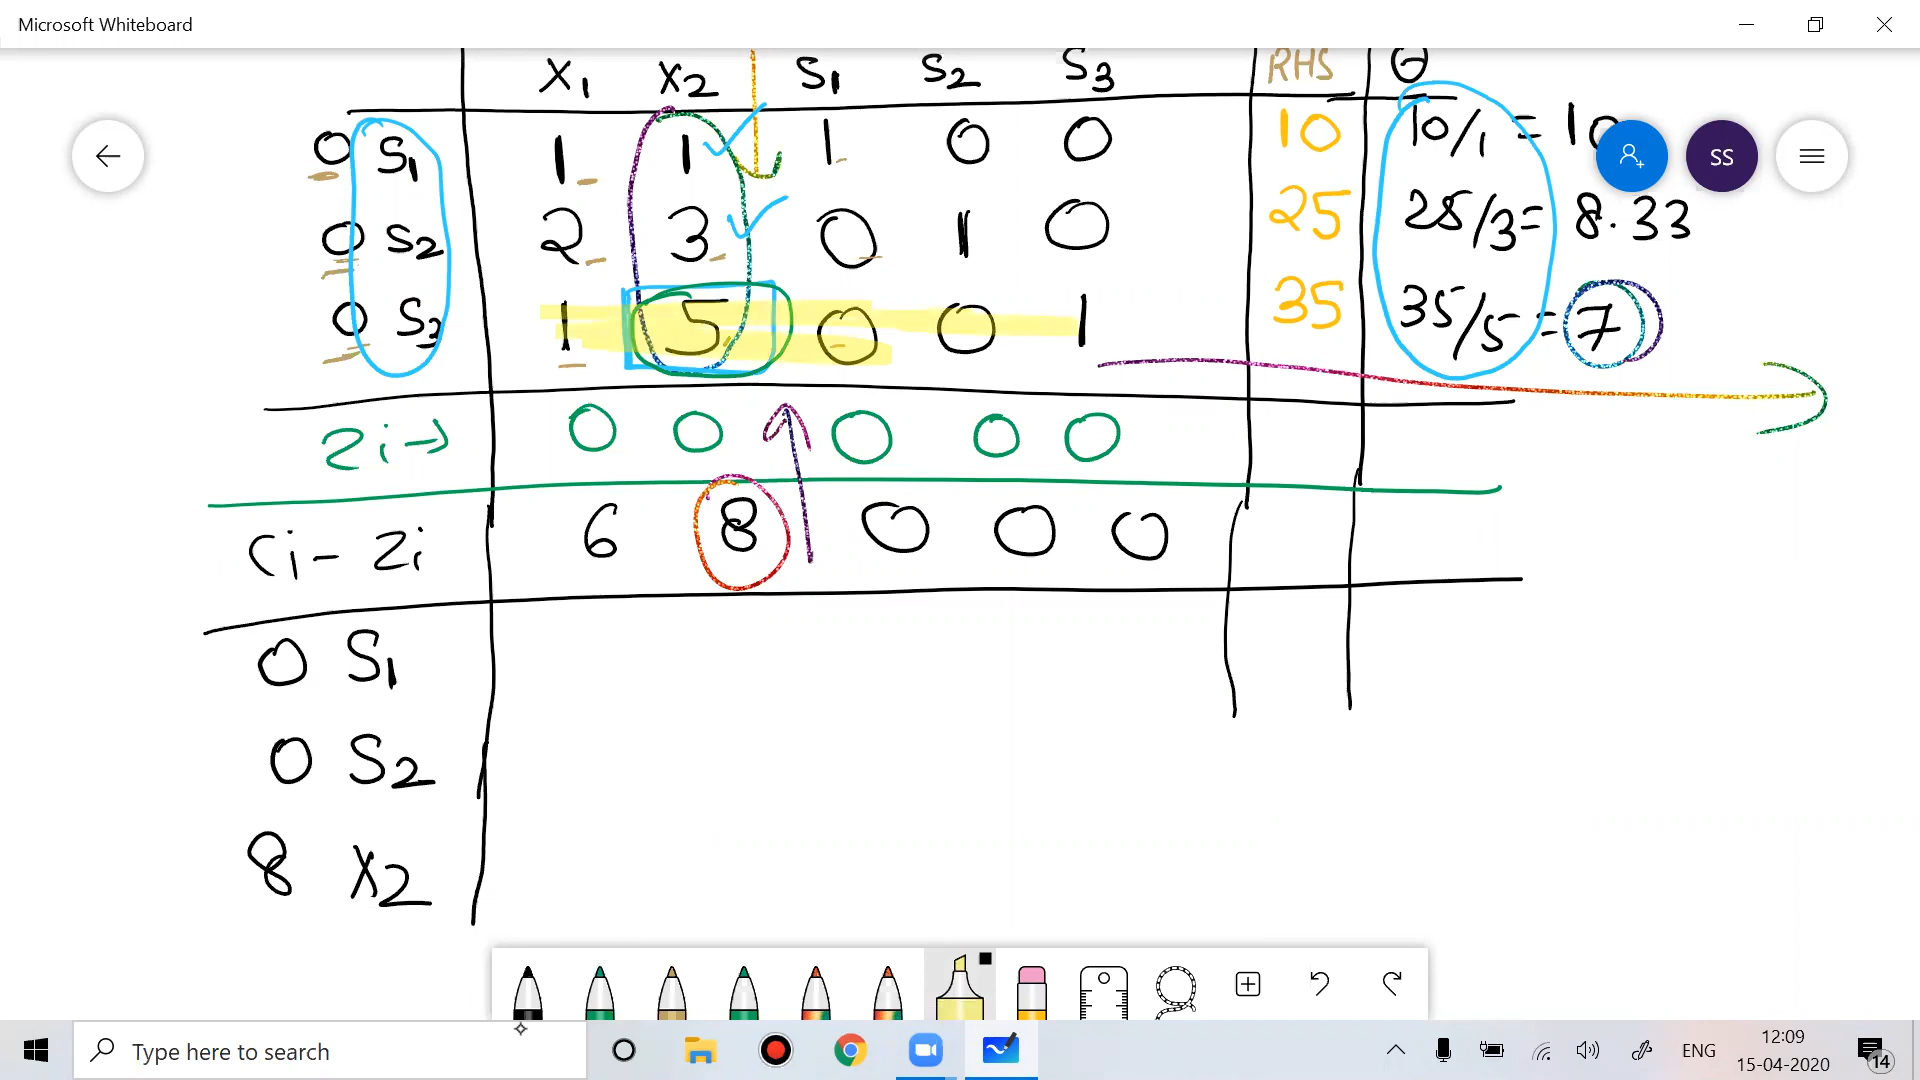 Microsoft Whiteboard
X1 X2 S1 S2 S3 RHS θ
0 S1 1 1 1 0 0 10 10/1 = 10
SS
0 S2 2 3 0 1 0 25 25/3= 8.33
0 S3 1 5 0 0 1 35 35/5 = 7
Zi→ 0 0 0 0 0
Ci - Zi 6 8 0 0 0
0 S1
0 S2
8 X2
Type here to search
ENG
12:09
15-04-2020
14